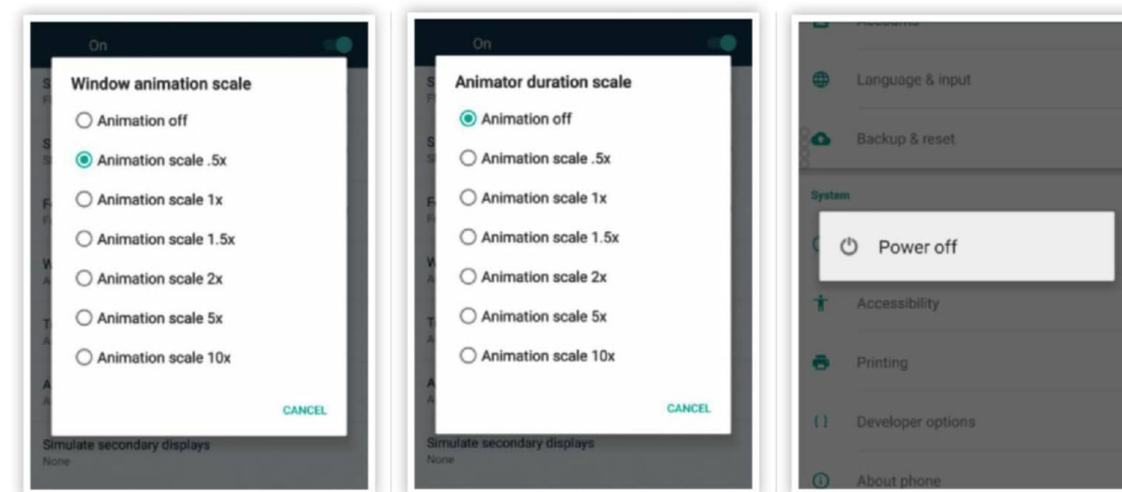 On
Window animation scale
Animation off
Animation scale .5x
Animation scale 1x
Animation scale 1.5x
Animation scale 2x
Animation scale 5x
Animation scale 10x
CANCEL
Simulate secondary displays
None
On
Animator duration scale
Animation off
Animation scale .5x
Animation scale 1x
Animation scale 1.5x
Animation scale 2x
Animation scale 5x
Animation scale 10x
CANCEL
Simulate secondary displays
None
Accounts
Language & input
Backup & reset
System
Power off
Accessibility
Printing
Developer options
About phone